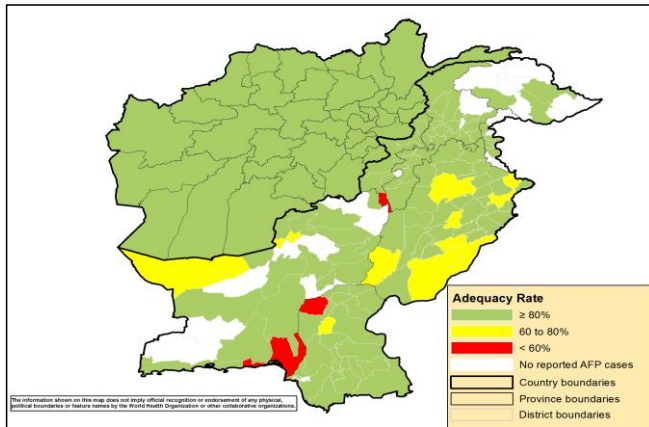 Adequacy Rate
≥ 80%
60 to 80%
< 60%
No reported AFP cases
Country boundaries
Province boundaries
District boundaries
The information shown on this map does not imply official recognition or endorsement of any physical,
political boundaries or feature names by the World Health Organization or other collaborative organizations.